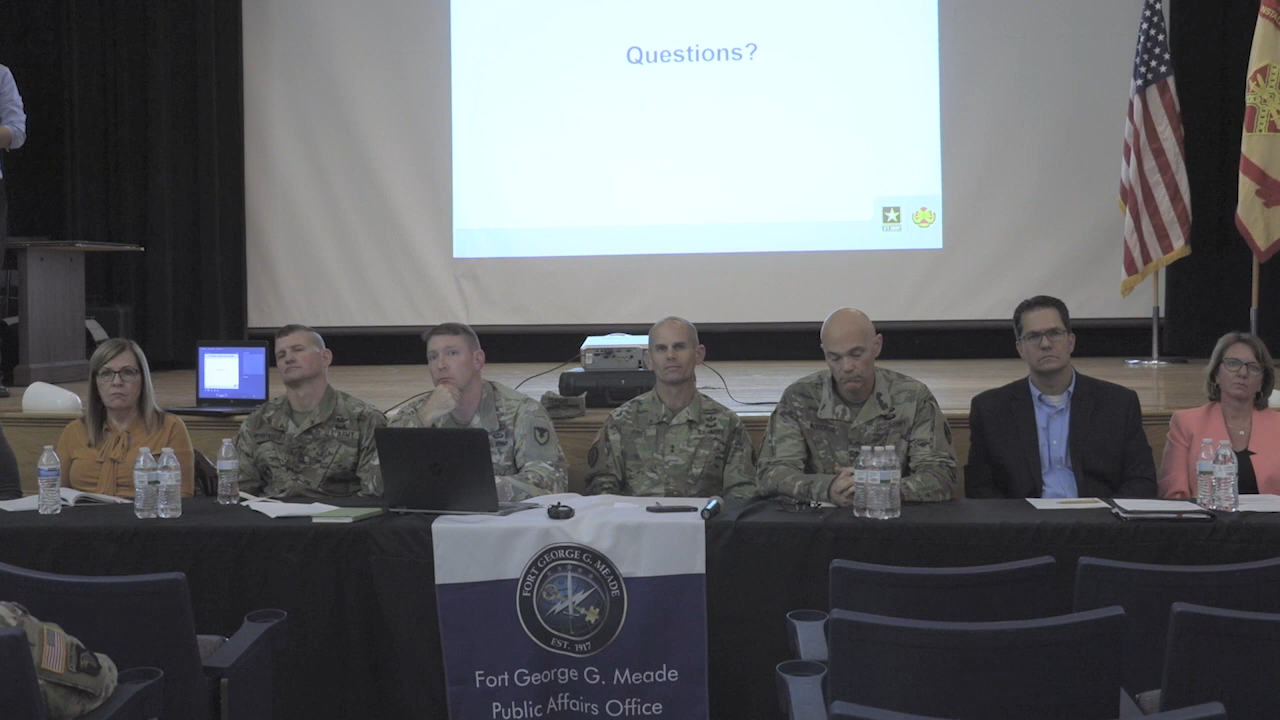 Questions?
FORT GEORGE G. MEADE
EST. 1917
Fort George G. Meade
Public Affairs Office